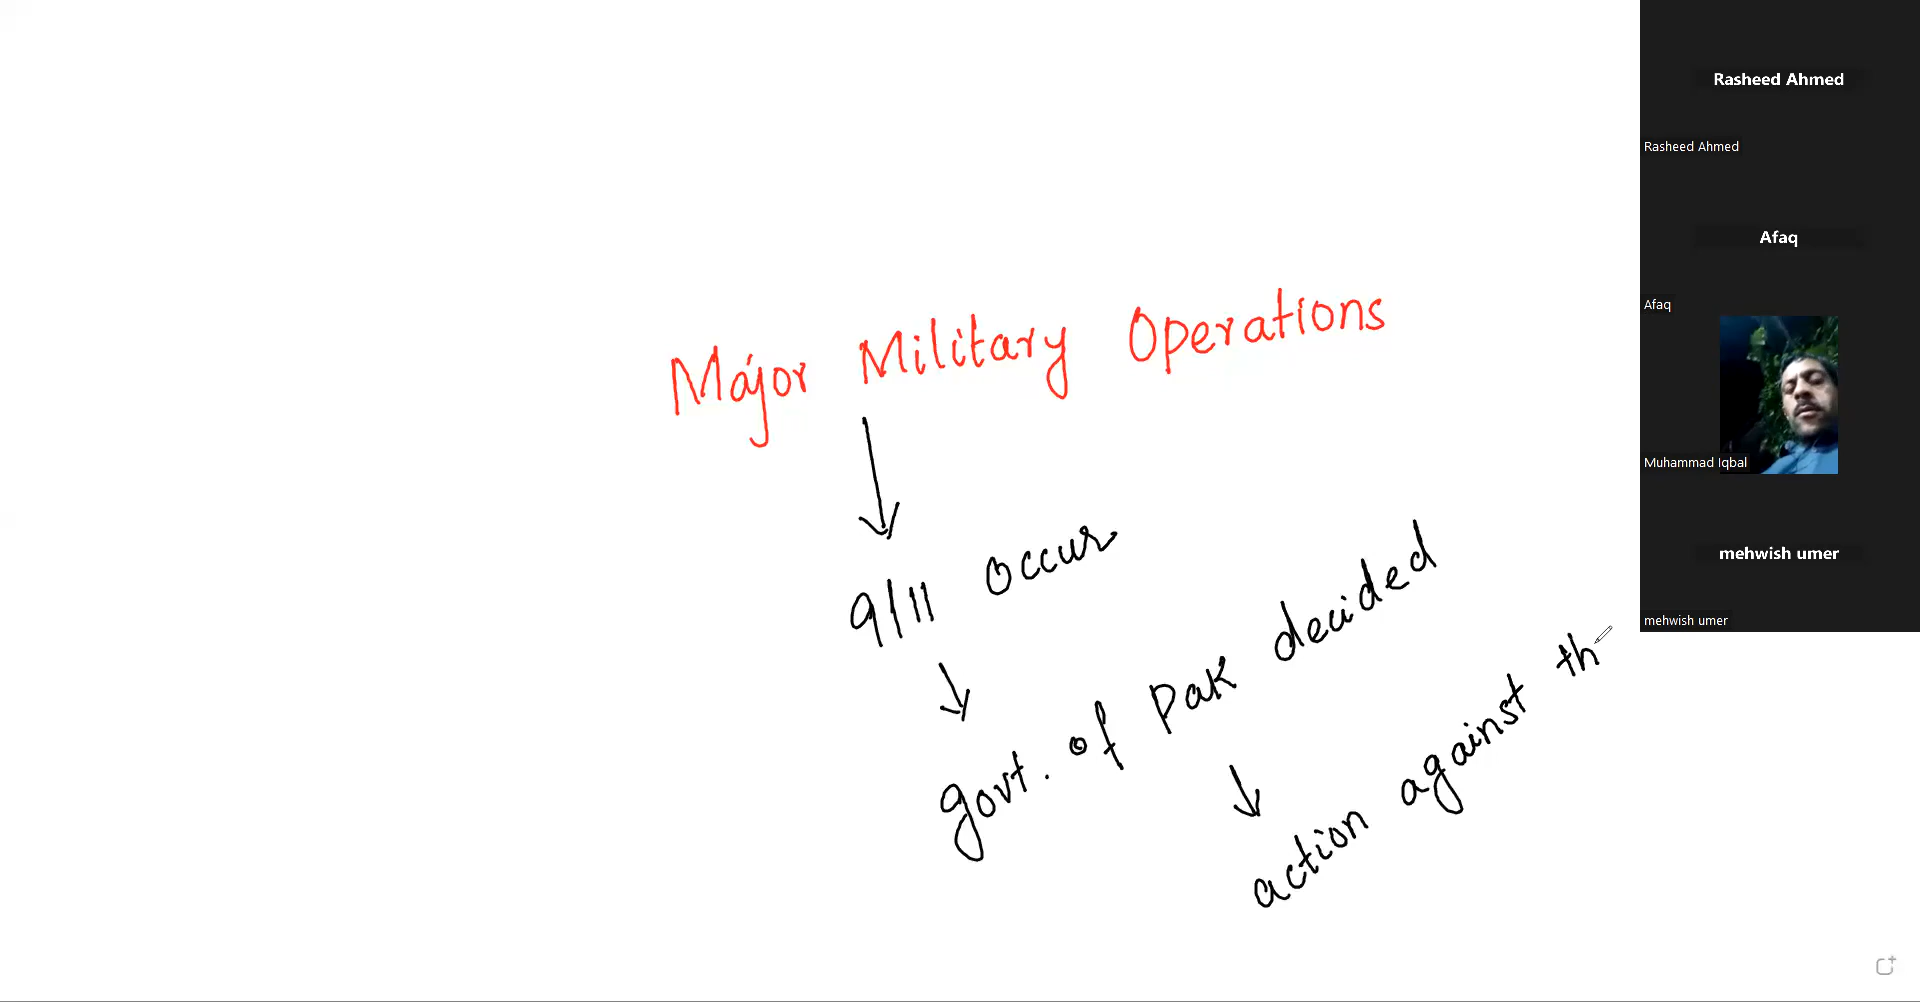 Major Military Operations
9/11 occur
govt. of Pak decided
action against th
Rasheed Ahmed
Rasheed Ahmed
Afaq
Afaq
Muhammad Iqbal
mehwish umer
mehwish umer